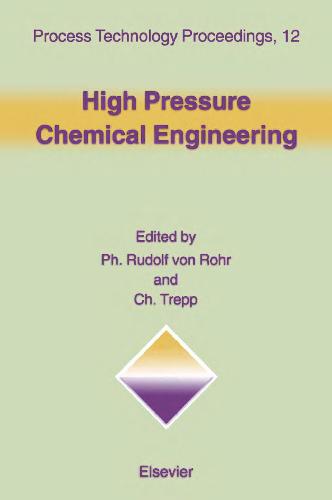 Process Technology Proceedings, 12
High Pressure
Chemical Engineering
Edited by
Ph. Rudolf von Rohr
and
Ch. Trepp
Elsevier